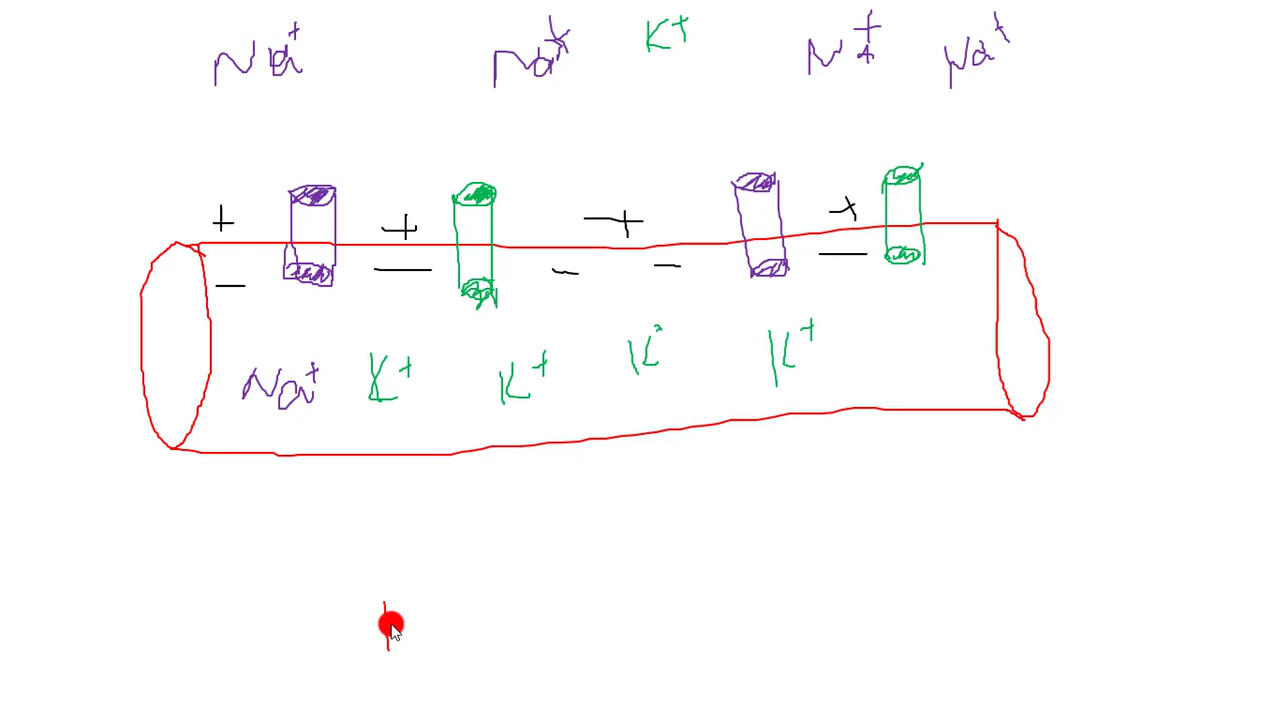 Na+ Na+ K+ Na+ Na+
+ + + +
− − − − −
Na+ K+ K+ K+ K+